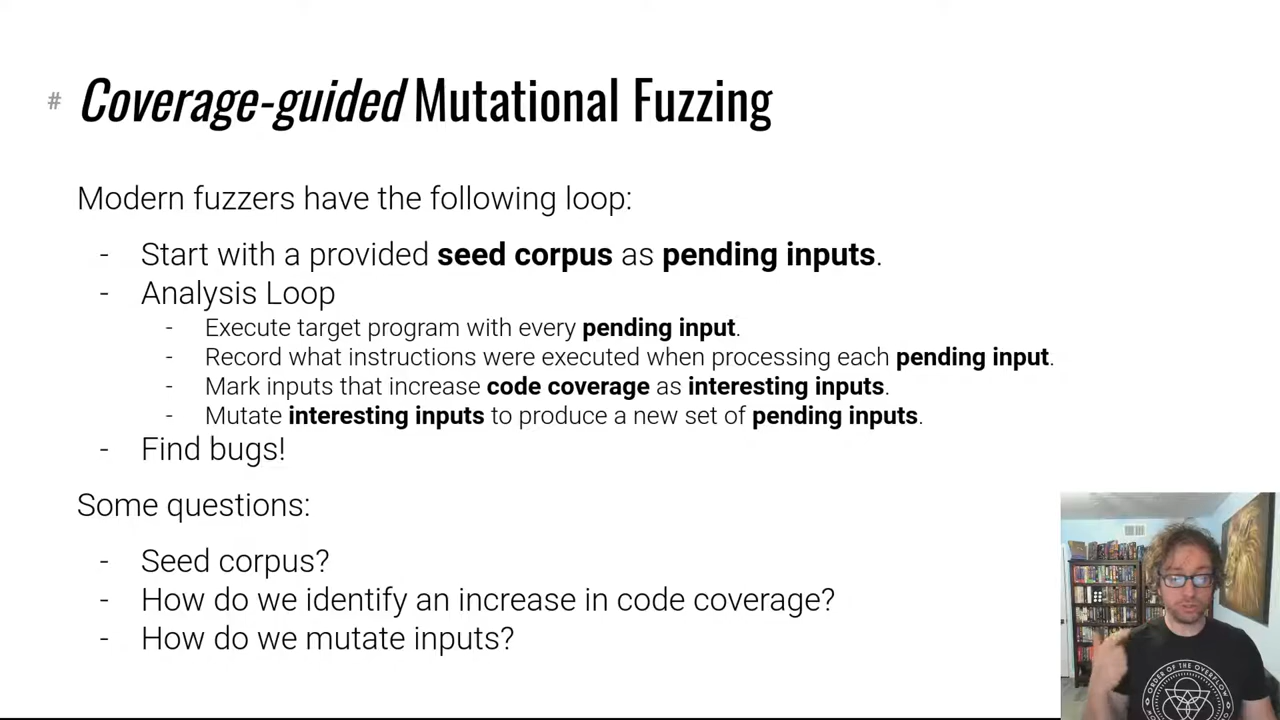 # Coverage-guided Mutational Fuzzing
Modern fuzzers have the following loop:
- Start with a provided seed corpus as pending inputs.
- Analysis Loop
- Execute target program with every pending input.
- Record what instructions were executed when processing each pending input.
- Mark inputs that increase code coverage as interesting inputs.
- Mutate interesting inputs to produce a new set of pending inputs.
- Find bugs!
Some questions:
- Seed corpus?
- How do we identify an increase in code coverage?
- How do we mutate inputs?
ORDER OF THE OVERFLOW